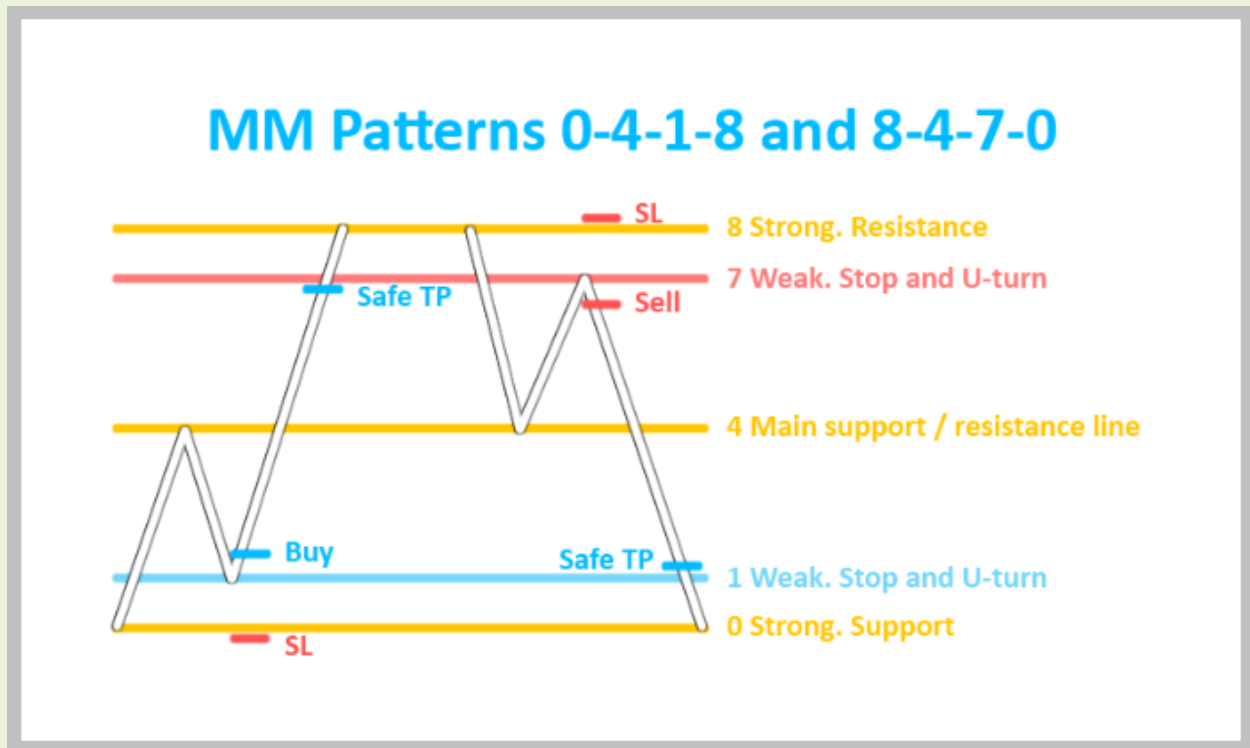 MM Patterns 0-4-1-8 and 8-4-7-0
SL
8 Strong. Resistance
7 Weak. Stop and U-turn
Safe TP
Sell
4 Main support / resistance line
Buy
Safe TP
1 Weak. Stop and U-turn
0 Strong. Support
SL